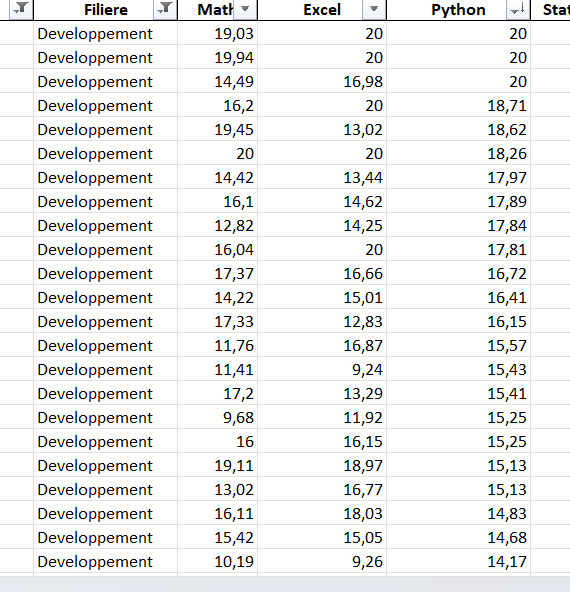 Filiere Math Excel Python Stat
Developpement 19,03 20 20
Developpement 19,94 20 20
Developpement 14,49 16,98 20
Developpement 16,2 20 18,71
Developpement 19,45 13,02 18,62
Developpement 20 20 18,26
Developpement 14,42 13,44 17,97
Developpement 16,1 14,62 17,89
Developpement 12,82 14,25 17,84
Developpement 16,04 20 17,81
Developpement 17,37 16,66 16,72
Developpement 14,22 15,01 16,41
Developpement 17,33 12,83 16,15
Developpement 11,76 16,87 15,57
Developpement 11,41 9,24 15,43
Developpement 17,2 13,29 15,41
Developpement 9,68 11,92 15,25
Developpement 16 16,15 15,25
Developpement 19,11 18,97 15,13
Developpement 13,02 16,77 15,13
Developpement 16,11 18,03 14,83
Developpement 15,42 15,05 14,68
Developpement 10,19 9,26 14,17